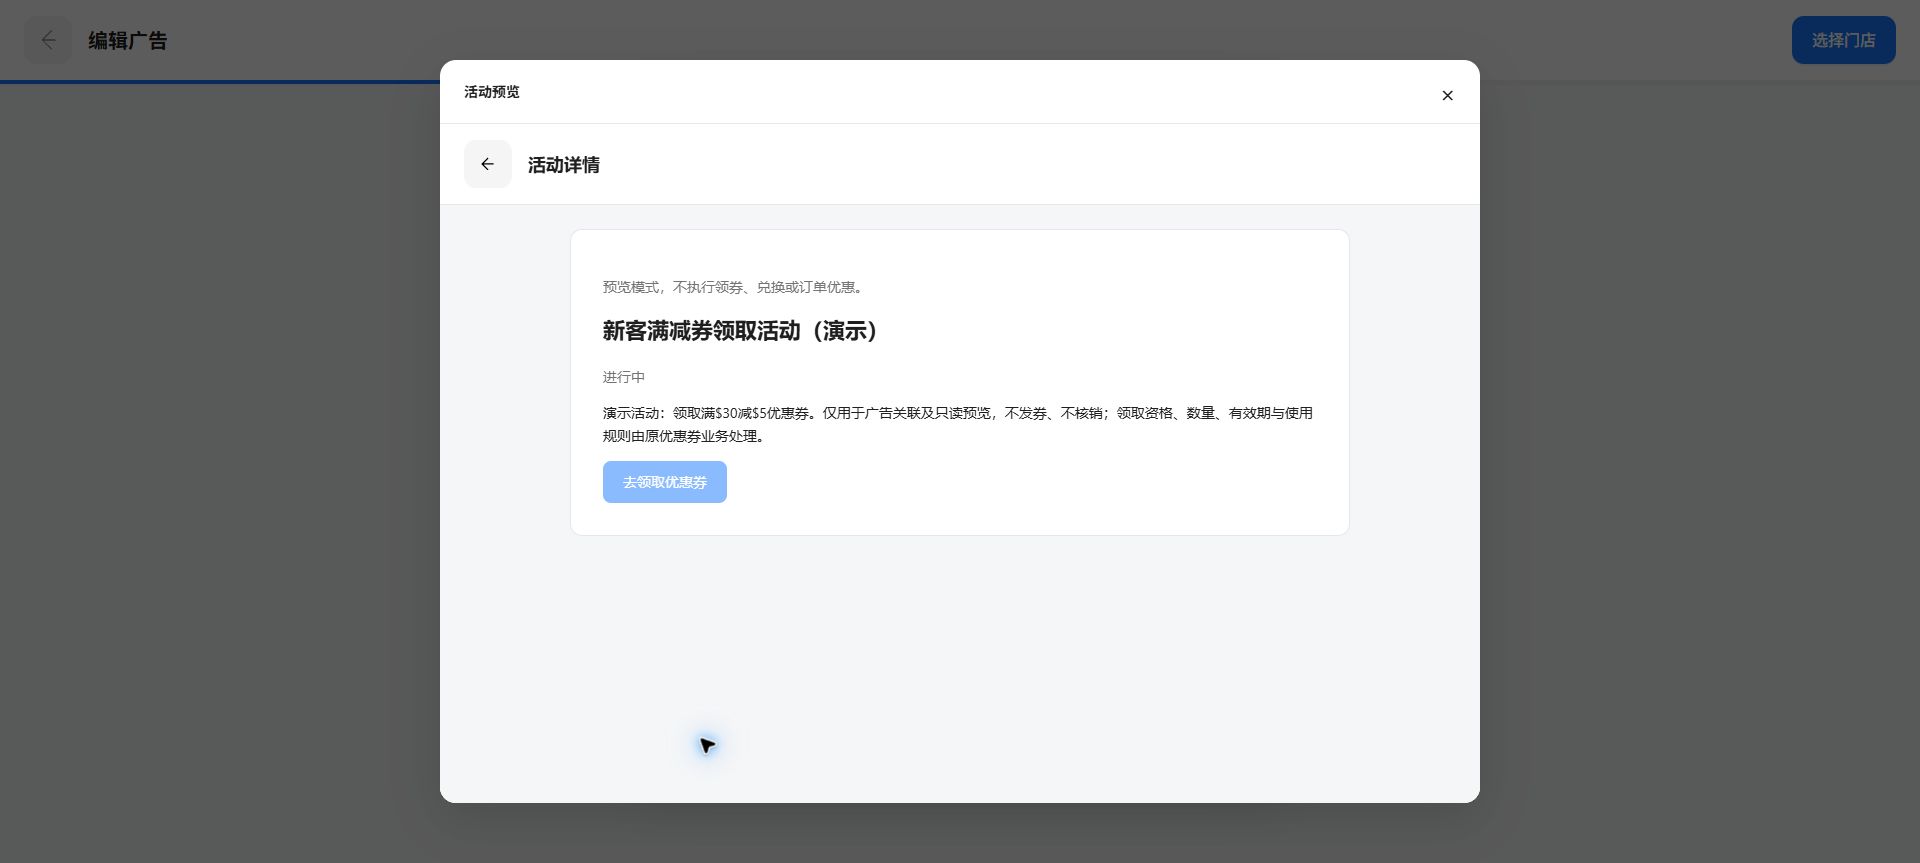 编辑广告
选择门店
活动预览
活动详情
预览模式，不执行领券、兑换或订单优惠。
新客满减券领取活动（演示）
进行中
演示活动：领取满$30减$5优惠券。仅用于广告关联及只读预览，不发券、不核销；领取资格、数量、有效期与使用
规则由原优惠券业务处理。
去领取优惠券